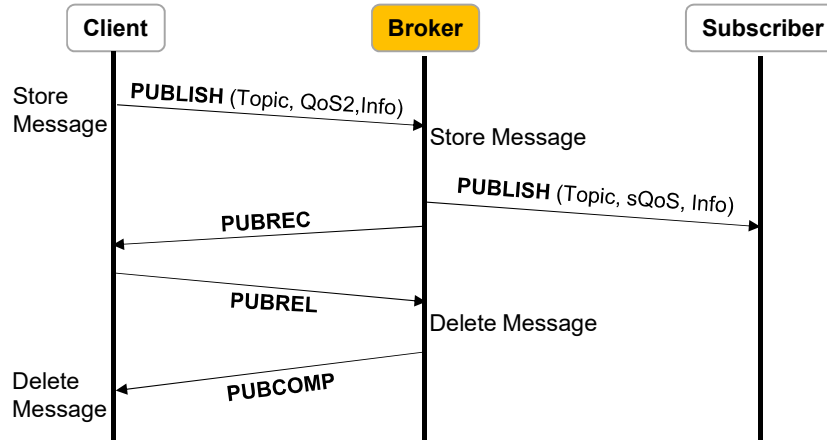 Client
Broker
Subscriber
Store
Message
PUBLISH (Topic, QoS2,Info)
Store Message
PUBLISH (Topic, sQoS, Info)
PUBREC
PUBREL
Delete Message
Delete
Message
PUBCOMP